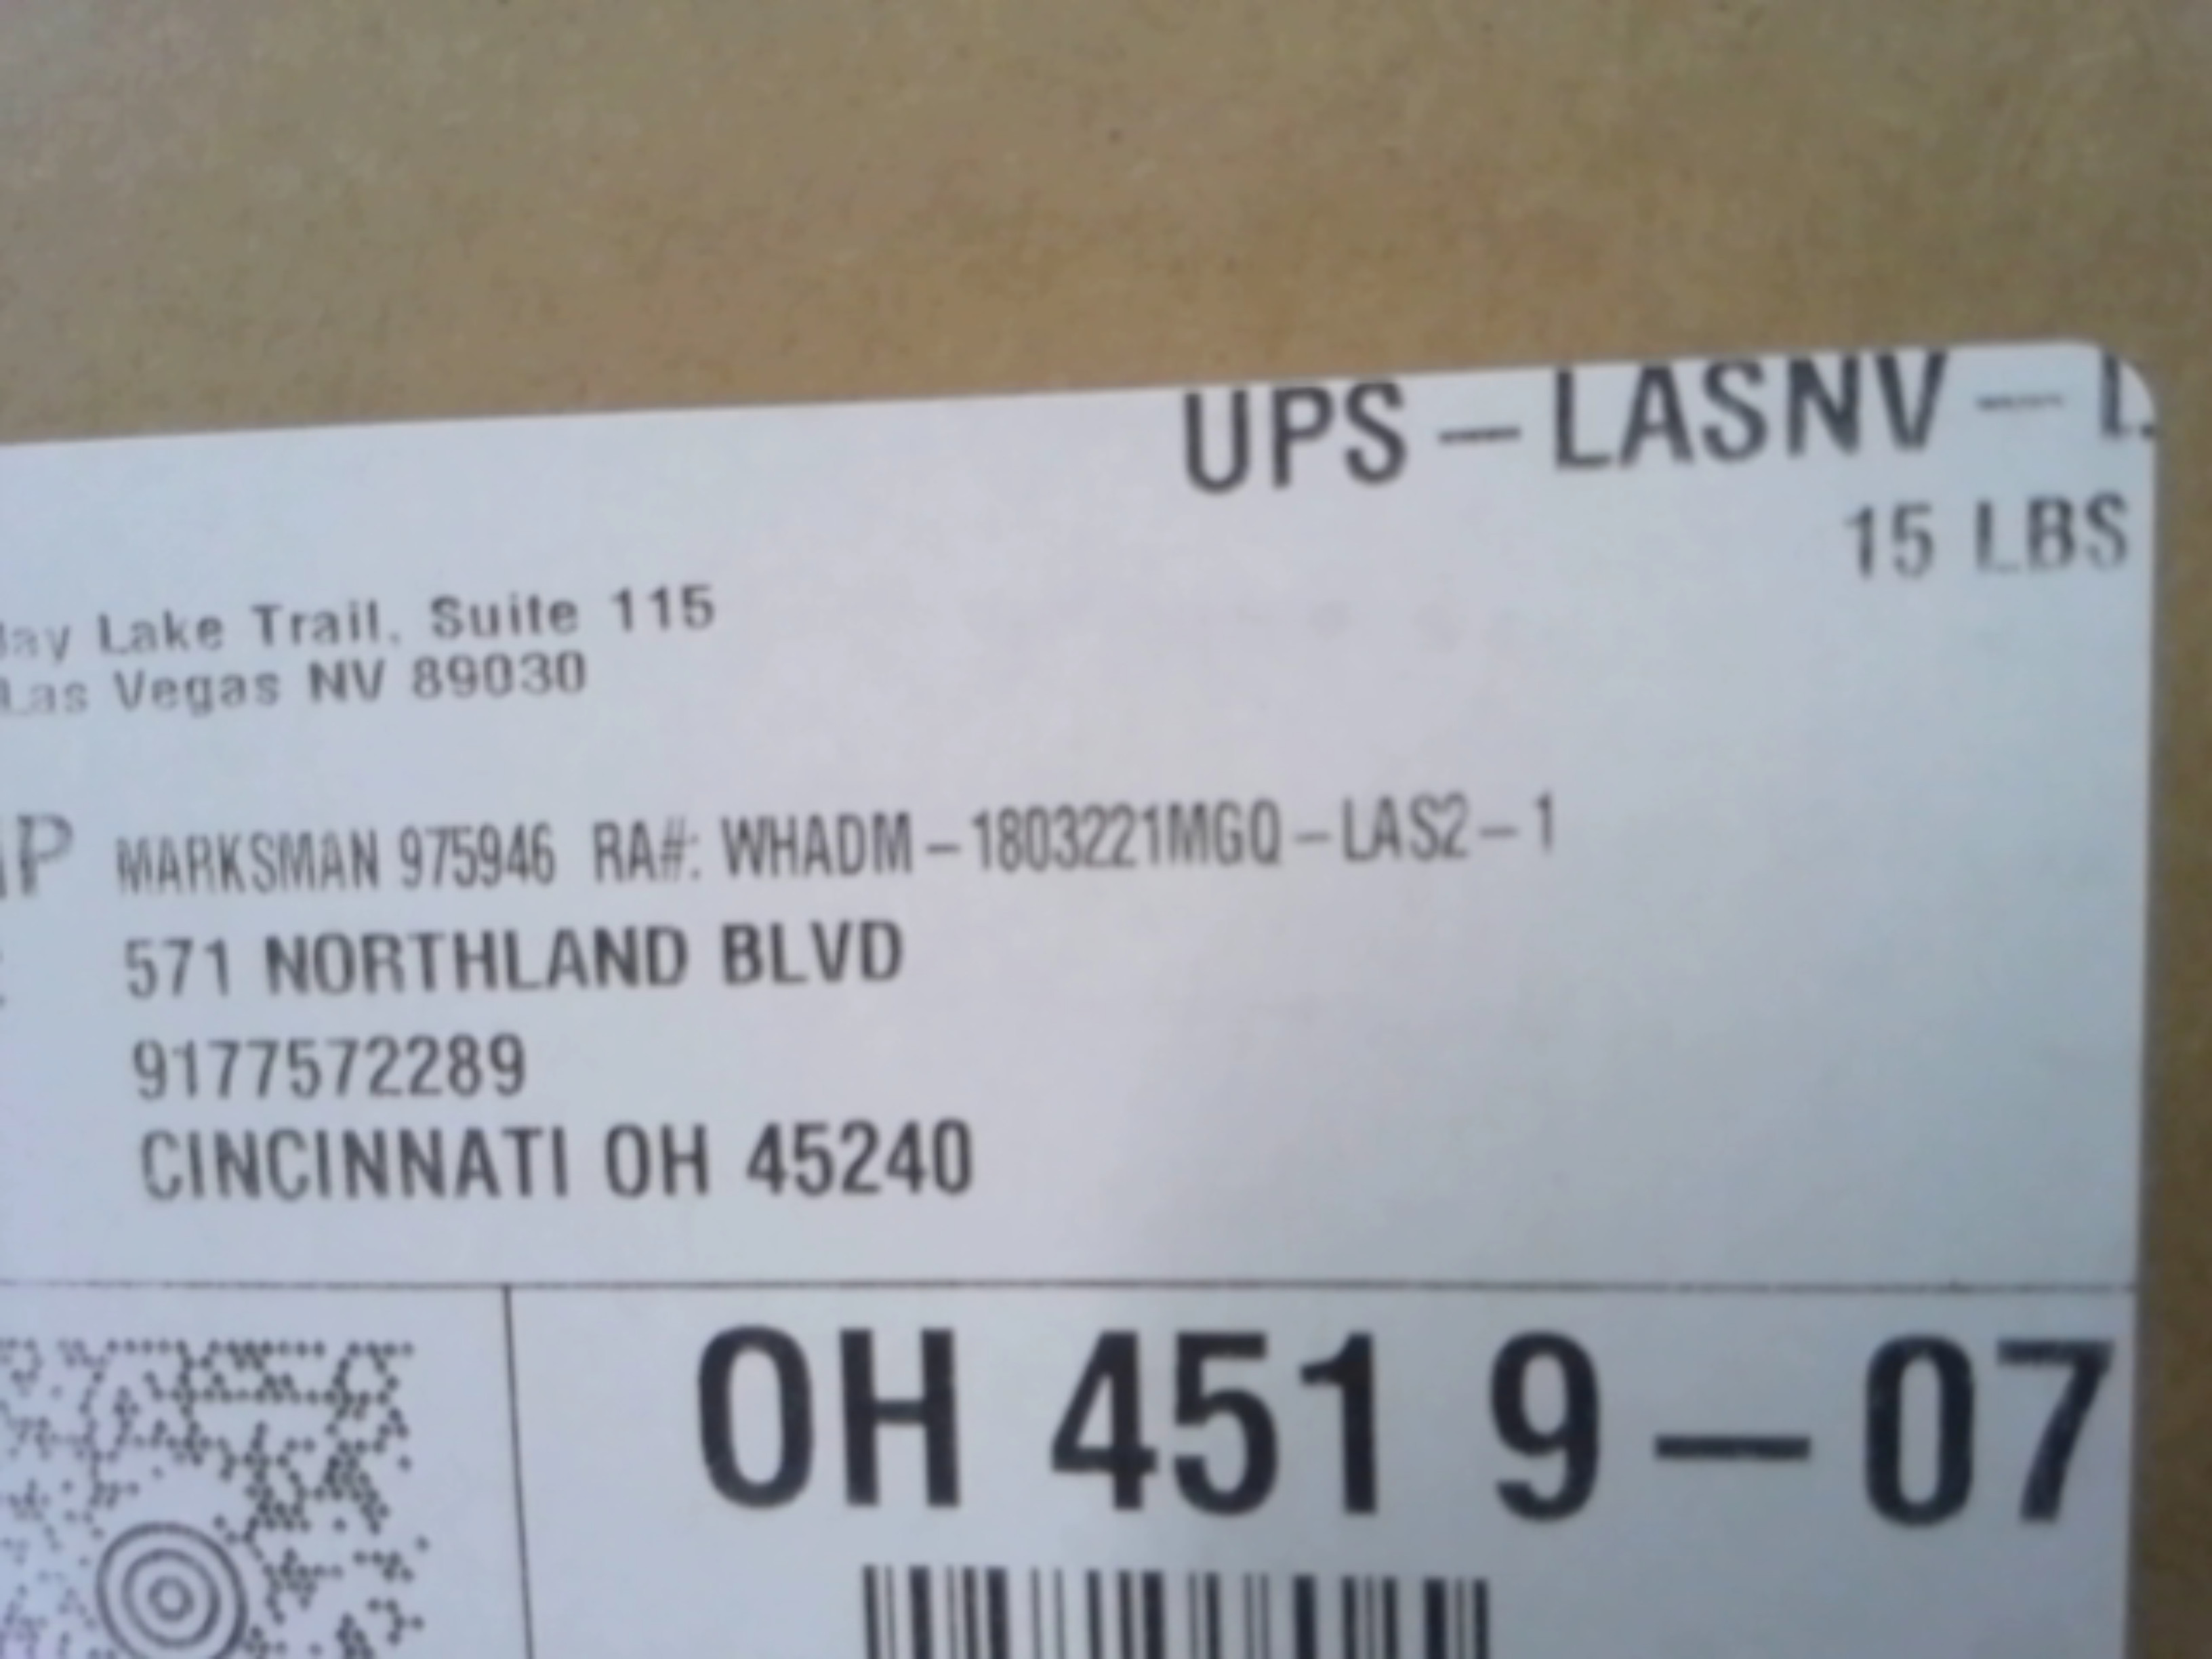 UPS - LASNV - L
15 LBS
Lake Trail, Suite 115
Las Vegas NV 89030
MARKSMAN 975946 RA#: WHADM-1803221MGQ-LAS2-1
571 NORTHLAND BLVD
9177572289
CINCINNATI OH 45240
OH 451 9-07